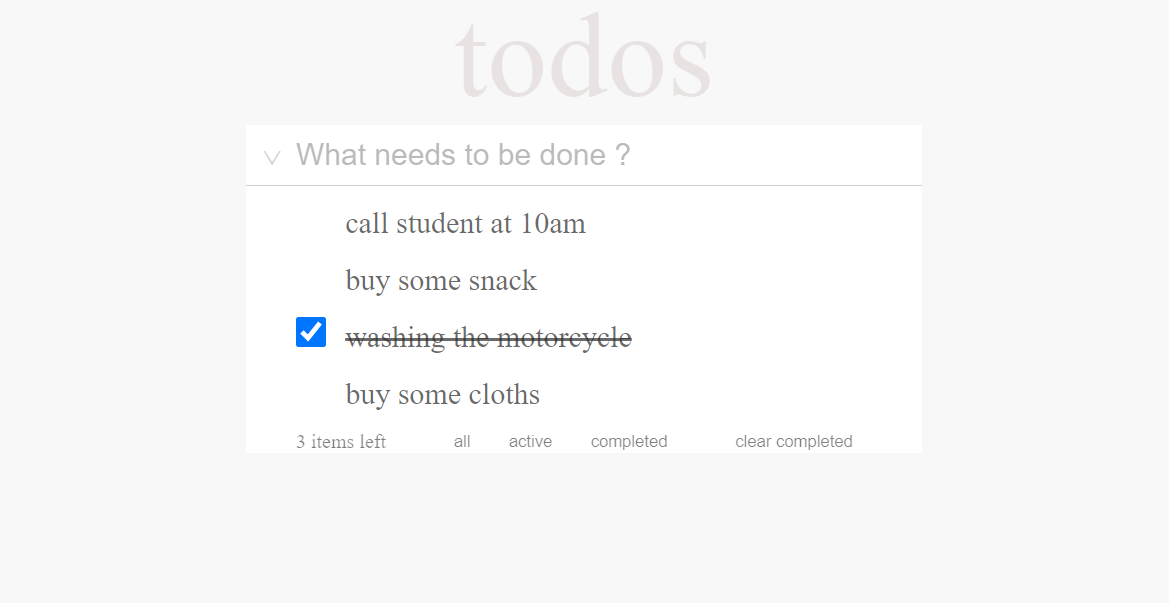 todos
What needs to be done ?
call student at 10am
buy some snack
washing the motorcycle
buy some cloths
3 items left all active completed clear completed